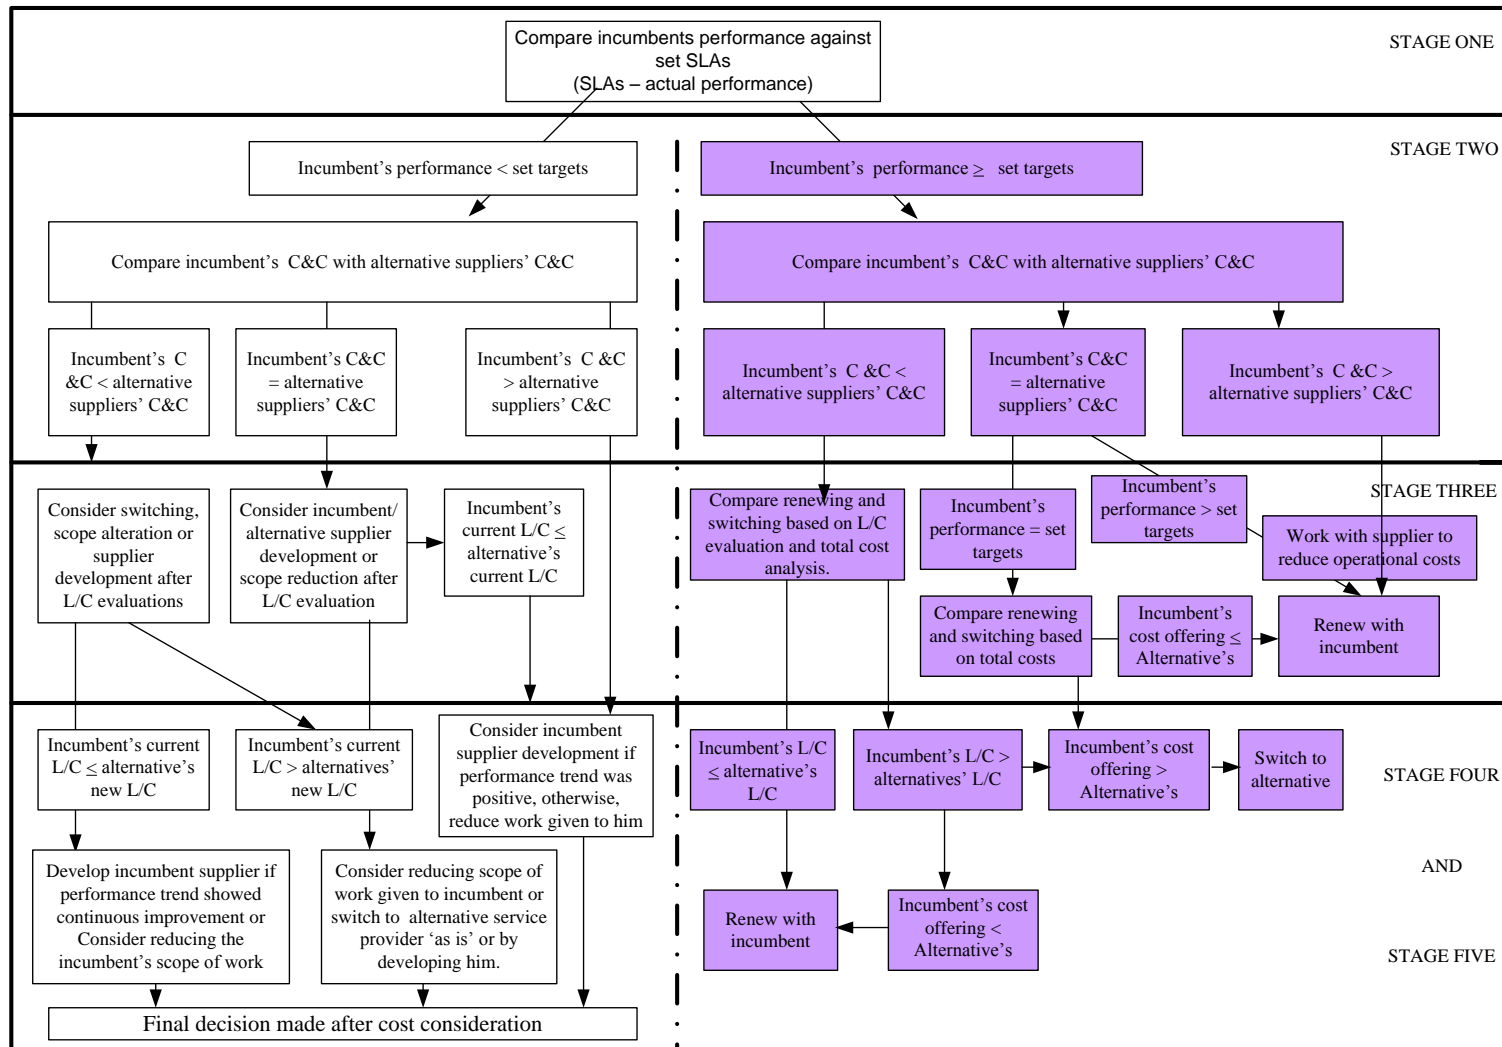 Compare incumbents performance against
set SLAs
(SLAs – actual performance)
STAGE ONE
STAGE TWO
Incumbent's performance < set targets
Incumbent's performance ≥ set targets
Compare incumbent's C&C with alternative suppliers' C&C
Compare incumbent's C&C with alternative suppliers' C&C
Incumbent's C
&C < alternative
suppliers' C&C
Incumbent's C&C
= alternative
suppliers' C&C
Incumbent's C &C
> alternative
suppliers' C&C
Incumbent's C &C <
alternative suppliers' C&C
Incumbent's C&C
= alternative
suppliers' C&C
Incumbent's C &C >
alternative suppliers' C&C
STAGE THREE
Consider switching,
scope alteration or
supplier
development after
L/C evaluations
Consider incumbent/
alternative supplier
development or
scope reduction after
L/C evaluation
Incumbent's
current L/C ≤
alternative's
current L/C
Compare renewing and
switching based on L/C
evaluation and total cost
analysis.
Incumbent's
performance = set
targets
Incumbent's
performance > set
targets
Work with supplier to
reduce operational costs
Compare renewing
and switching based
on total costs
Incumbent's
cost offering ≤
Alternative's
Renew with
incumbent
Incumbent's current
L/C ≤ alternative's
new L/C
Incumbent's current
L/C > alternatives'
new L/C
Consider incumbent
supplier development if
performance trend was
positive, otherwise,
reduce work given to him
Incumbent's L/C
≤ alternative's
L/C
Incumbent's L/C >
alternatives' L/C
Incumbent's cost
offering >
Alternative's
Switch to
alternative
STAGE FOUR
AND
STAGE FIVE
Develop incumbent supplier if
performance trend showed
continuous improvement or
Consider reducing the
incumbent's scope of work
Consider reducing scope of
work given to incumbent or
switch to alternative service
provider 'as is' or by
developing him.
Renew with
incumbent
Incumbent's cost
offering <
Alternative's
Final decision made after cost consideration